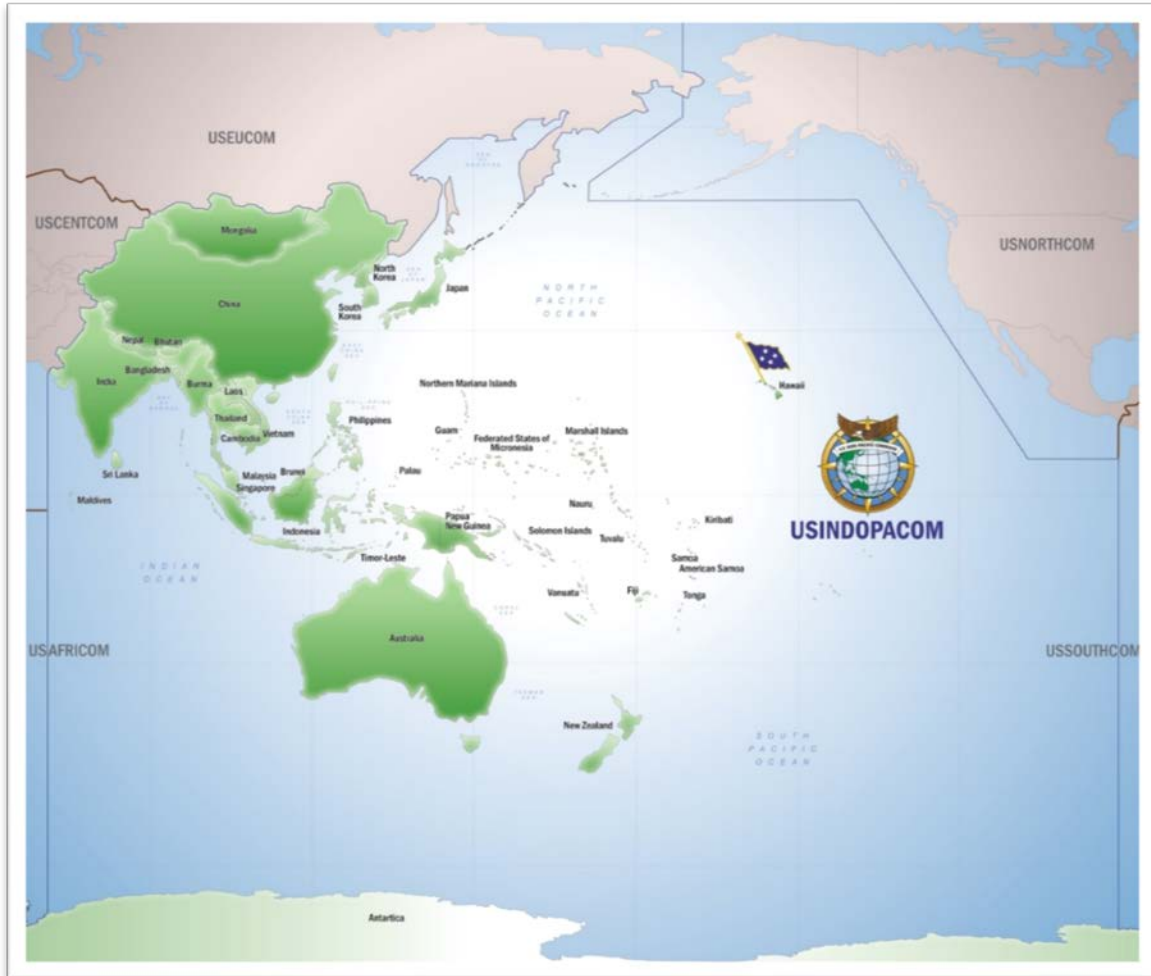 USEUCOM
USCENTCOM
USNORTHCOM
Mongolia
North
Korea
Japan
China
South
Korea
NORTH
PACIFIC
OCEAN
Nepal
Bhutan
Bangladesh
India
Burma
Laos
Thailand
Cambodia
Vietnam
Philippines
Northern Mariana Islands
Guam
Hawaii
Marshall Islands
Federated States of
Micronesia
Palau
Sri Lanka
Maldives
Malaysia
Singapore
Brunei
Indonesia
Papua
New Guinea
Nauru
Solomon Islands
Tuvalu
Kiribati
USINDOPACOM
Timor-Leste
Samoa
American Samoa
INDIAN
OCEAN
Vanuata
Fiji
Tonga
USAFRICOM
Australia
USSOUTHCOM
New Zealand
SOUTH
PACIFIC
OCEAN
Antartica